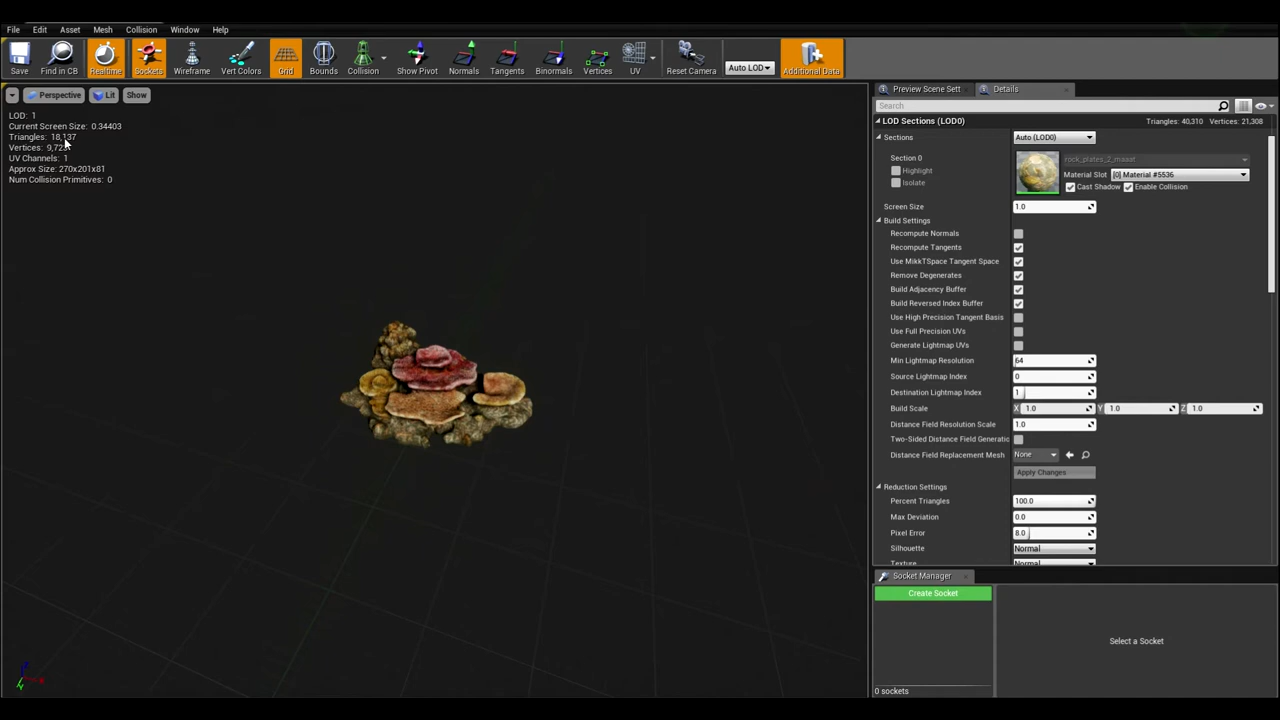 File Edit Asset Mesh Collision Window Help
Save Find in CB Realtime Sockets Wireframe Vert Colors Grid Bounds Collision Show Pivot Normals Tangents Binormals Vertices UV Reset Camera Auto LOD Additional Data
Perspective Lit Show
LOD: 1
Current Screen Size: 0.34403
Triangles: 18,137
Vertices: 9,723
UV Channels: 1
Approx Size: 270x201x81
Num Collision Primitives: 0
Preview Scene Sett Details
Search
LOD Sections (LOD0) Triangles: 40,310 Vertices: 21,308
Sections Auto (LOD0)
Section 0 rock_plates_2_maaat
Highlight
Material Slot [0] Material #5536
Isolate Cast Shadow Enable Collision
Screen Size 1.0
Build Settings
Recompute Normals
Recompute Tangents
Use MikkTSpace Tangent Space
Remove Degenerates
Build Adjacency Buffer
Build Reversed Index Buffer
Use High Precision Tangent Basis
Use Full Precision UVs
Generate Lightmap UVs
Min Lightmap Resolution 64
Source Lightmap Index 0
Destination Lightmap Index 1
Build Scale X 1.0 Y 1.0 Z 1.0
Distance Field Resolution Scale 1.0
Two-Sided Distance Field Generatio
Distance Field Replacement Mesh None
Apply Changes
Reduction Settings
Percent Triangles 100.0
Max Deviation 0.0
Pixel Error 8.0
Silhouette Normal
Texture Normal
Socket Manager
Create Socket
Select a Socket
0 sockets
Z X Y